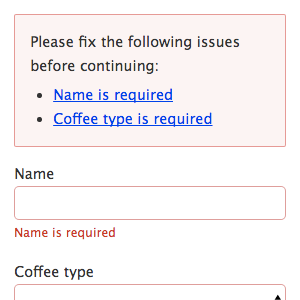 Please fix the following issues
before continuing:
Name is required
Coffee type is required
Name
Name is required
Coffee type